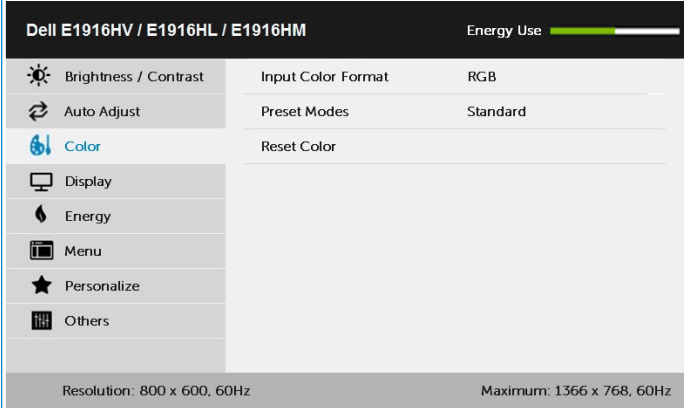 Dell E1916HV / E1916HL / E1916HM Energy Use
Brightness / Contrast Input Color Format RGB
Auto Adjust Preset Modes Standard
Color Reset Color
Display
Energy
Menu
Personalize
Others
Resolution: 800 x 600, 60Hz Maximum: 1366 x 768, 60Hz